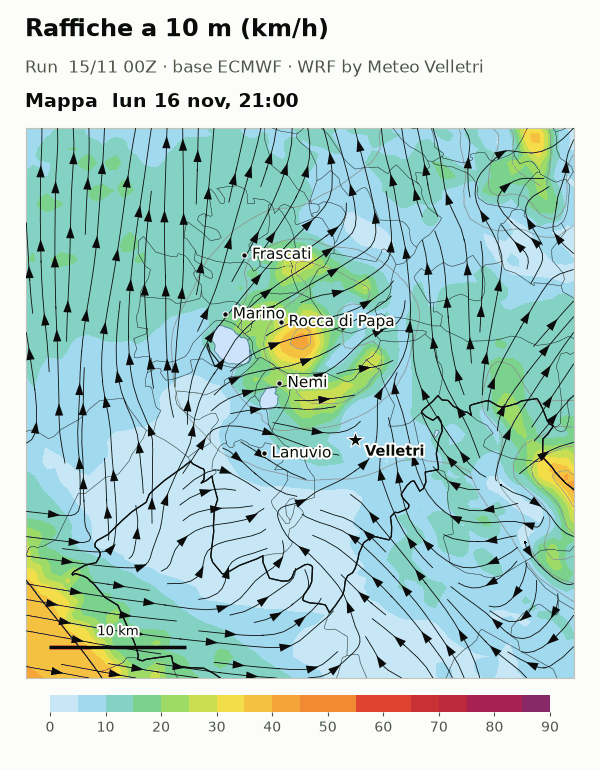 Raffiche a 10 m (km/h)
Run  15/11 00Z · base ECMWF · WRF by Meteo Velletri
Mappa  lun 16 nov, 21:00
Frascati
Marino
Rocca di Papa
Nemi
Velletri
Lanuvio
10 km
0 10 20 30 40 50 60 70 80 90